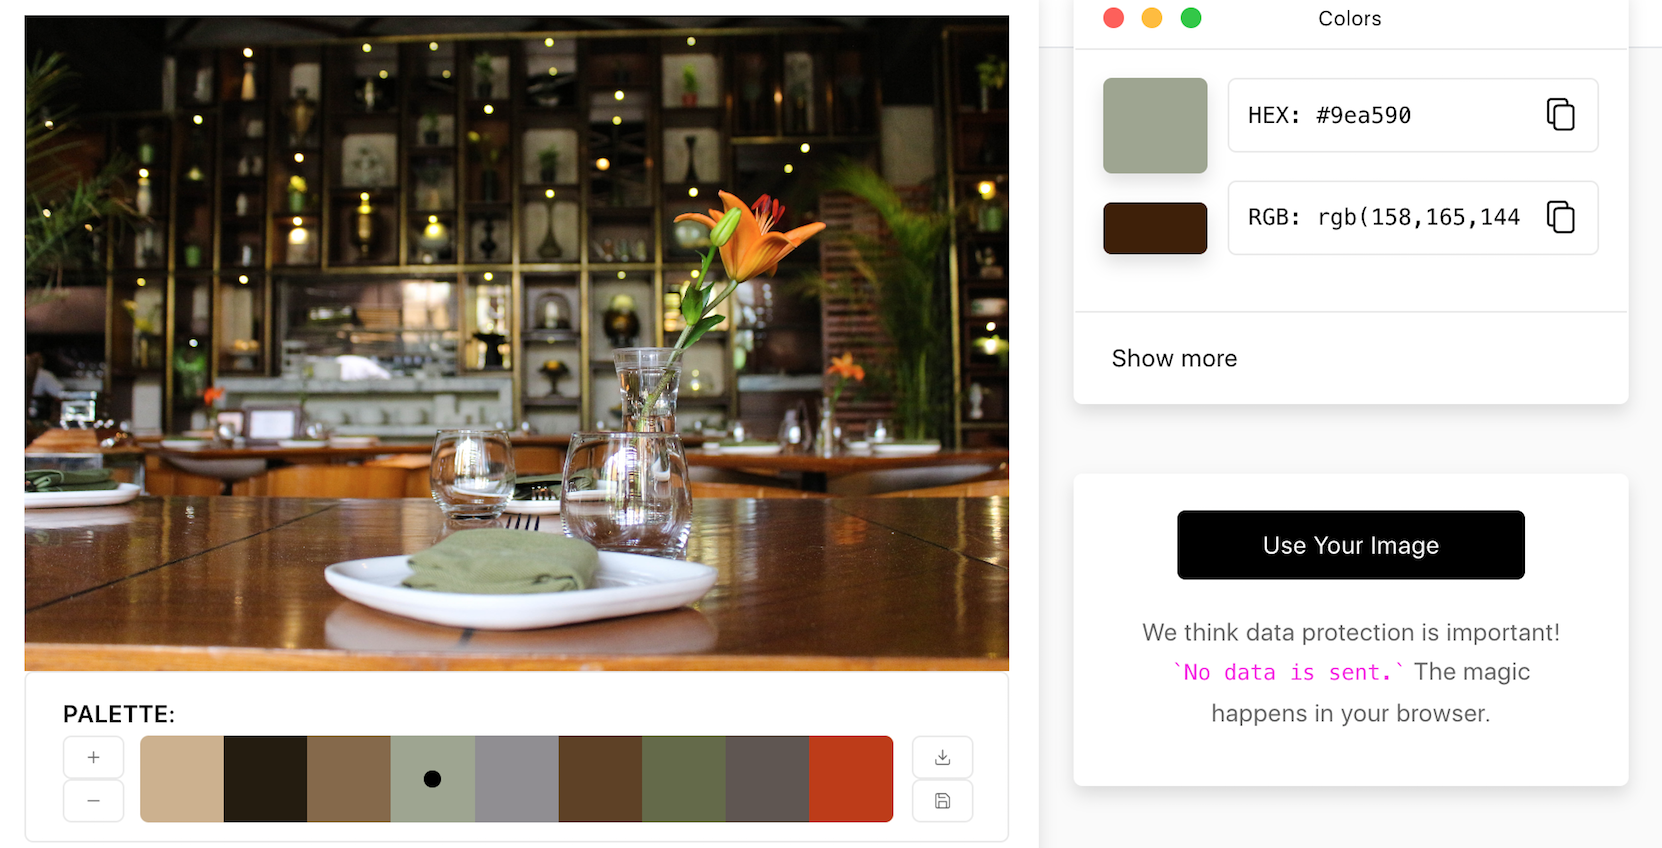 Colors
HEX: #9ea590
RGB: rgb(158,165,144
Show more
Use Your Image
We think data protection is important!
`No data is sent.` The magic
happens in your browser.
PALETTE:
+
−